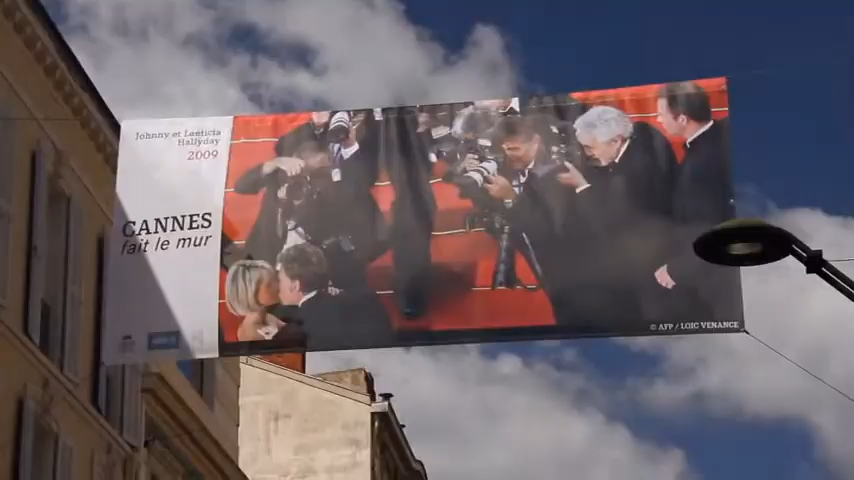 Johnny et Laeticia
Hallyday
2009
CANNES
fait le mur
© AFP / LOIC VENANCE